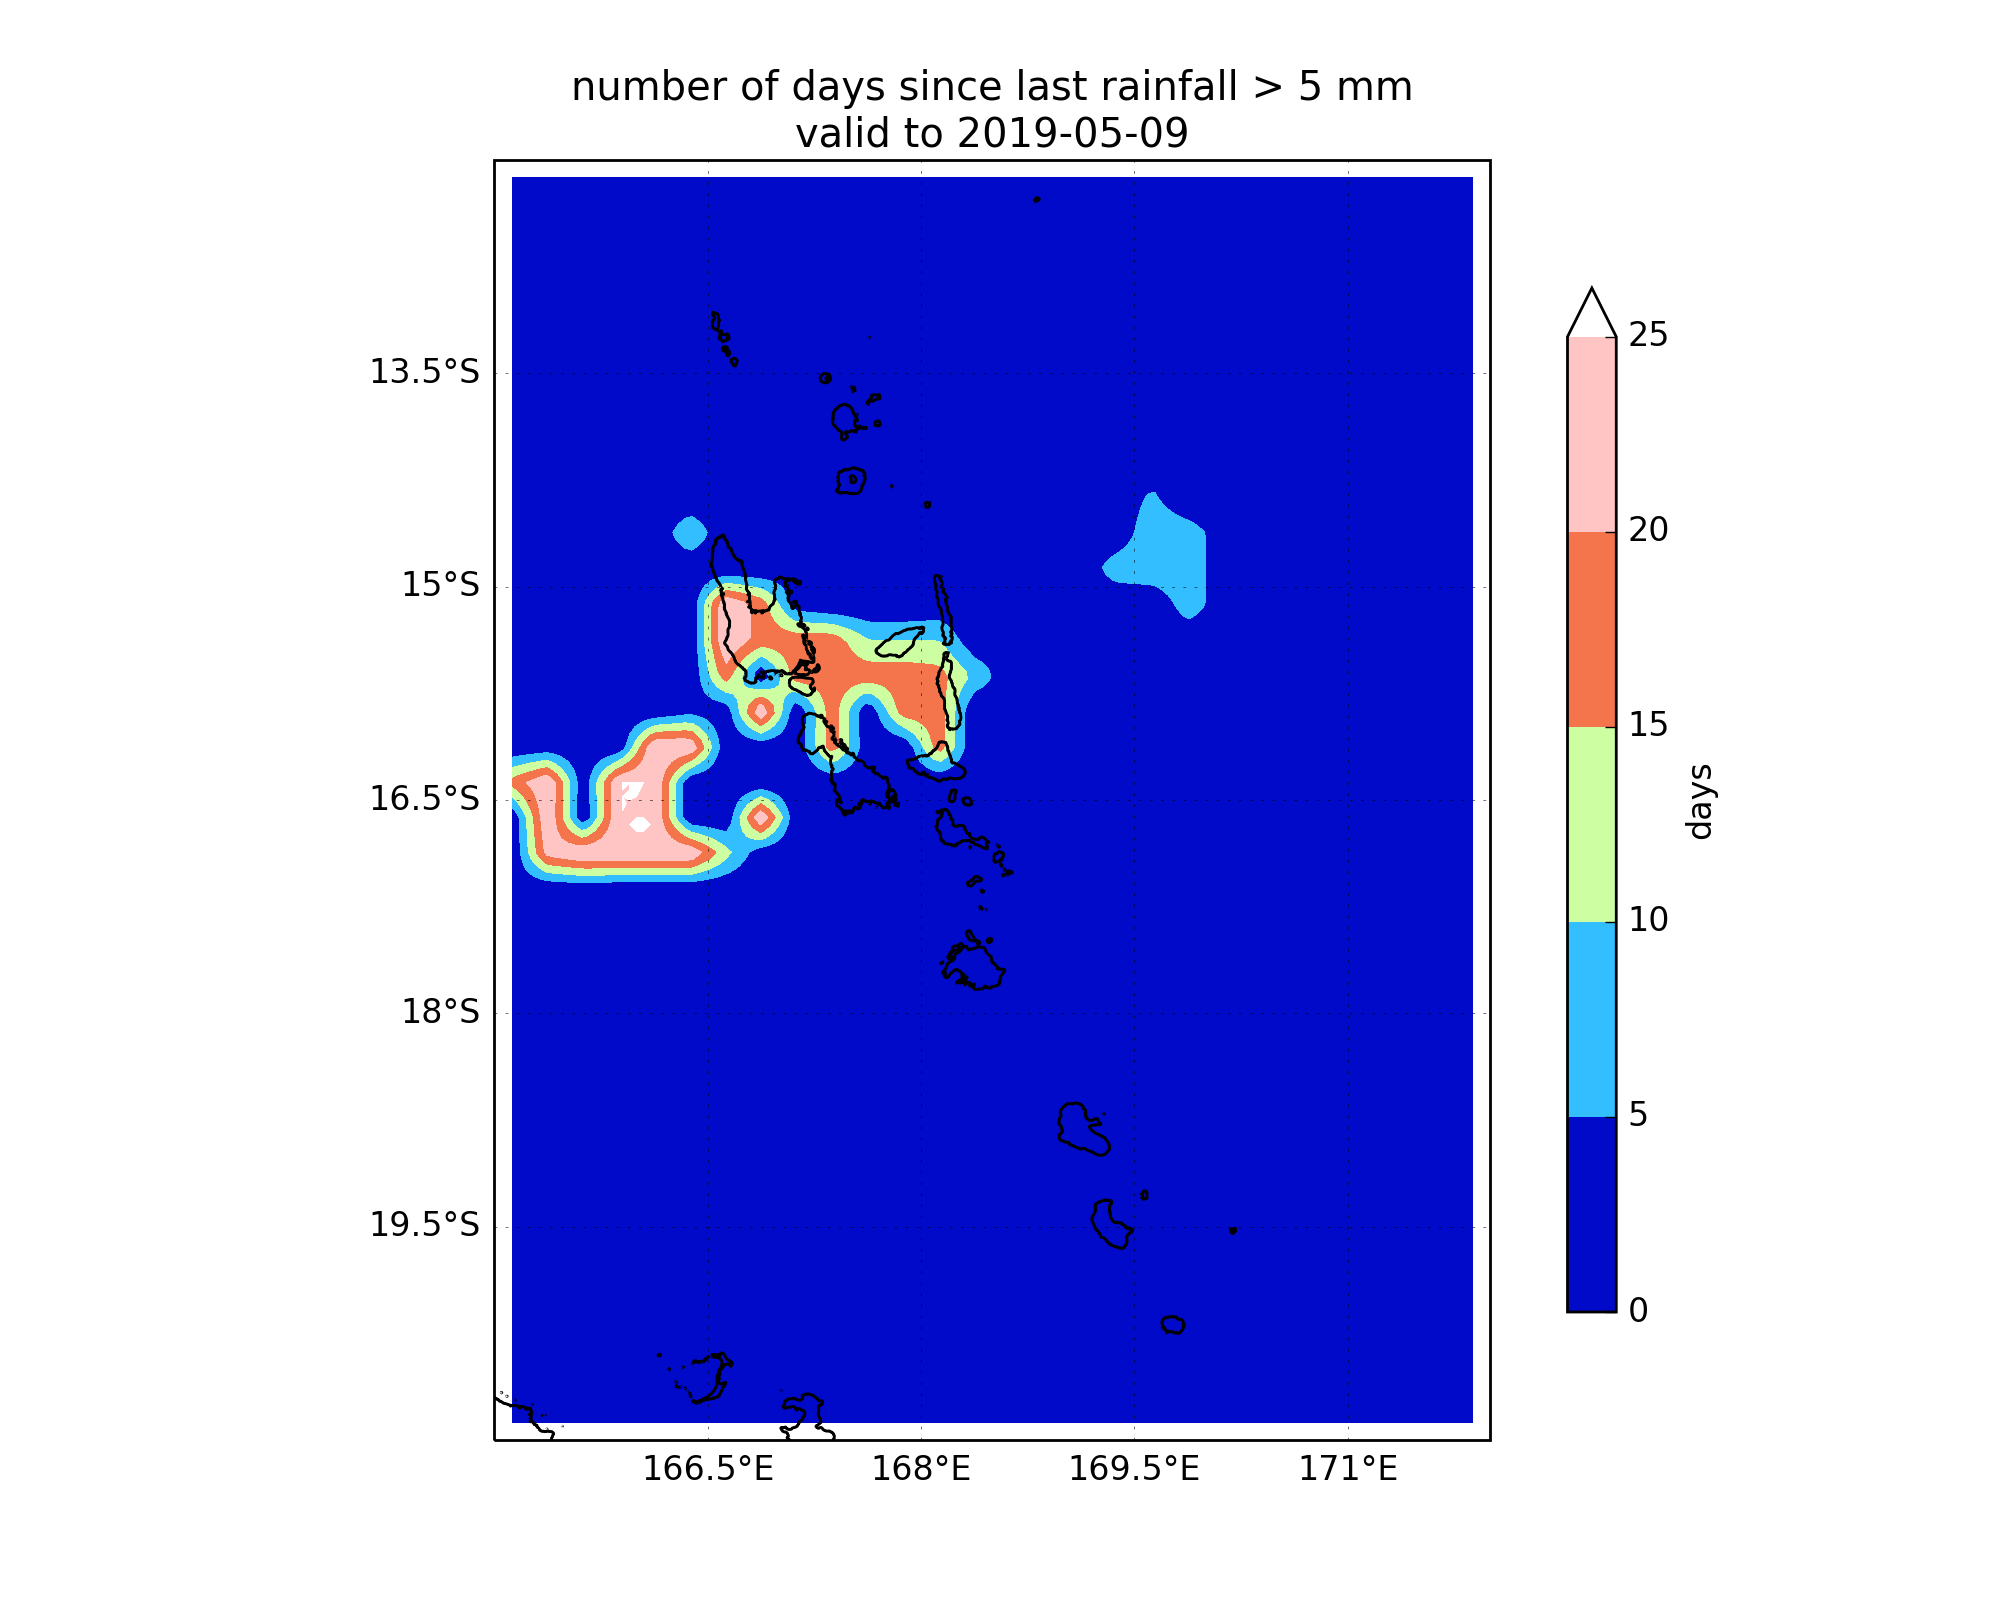 number of days since last rainfall > 5 mm
valid to 2019-05-09
13.5°S
15°S
16.5°S
18°S
19.5°S
166.5°E
168°E
169.5°E
171°E
25
20
15
10
5
0
days